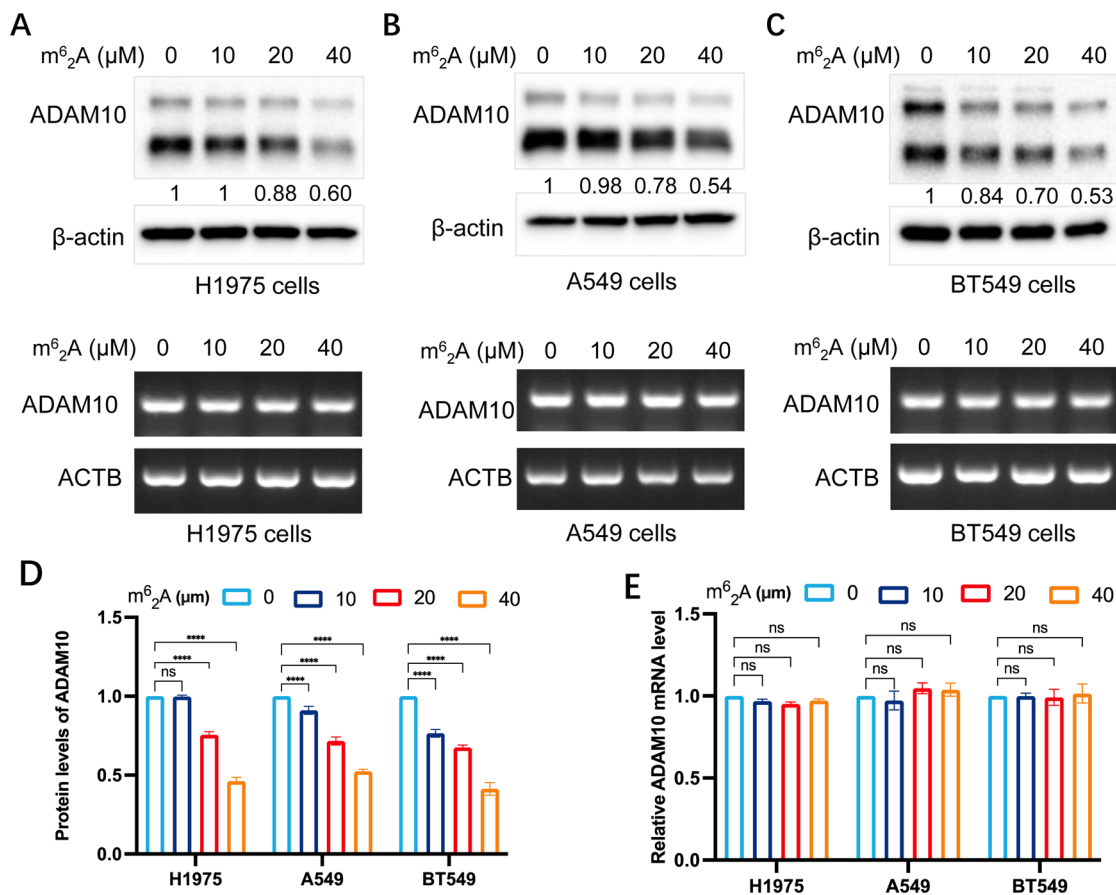 A
m⁶₂A (μM) 0 10 20 40
ADAM10
1 1 0.88 0.60
β-actin
H1975 cells
m⁶₂A (μM) 0 10 20 40
ADAM10
ACTB
H1975 cells
B
m⁶₂A (μM) 0 10 20 40
ADAM10
1 0.98 0.78 0.54
β-actin
A549 cells
m⁶₂A (μM) 0 10 20 40
ADAM10
ACTB
A549 cells
C
m⁶₂A (μM) 0 10 20 40
ADAM10
1 0.84 0.70 0.53
β-actin
BT549 cells
m⁶₂A (μM) 0 10 20 40
ADAM10
ACTB
BT549 cells
D
m⁶₂A (μm) 0 10 20 40
Protein levels of ADAM10
1.5
1.0
0.5
0.0
**** **** ns
**** **** ****
**** **** ****
H1975 A549 BT549
E
m⁶₂A (μm) 0 10 20 40
Relative ADAM10 mRNA level
1.5
1.0
0.5
0.0
ns ns ns
ns ns ns
ns ns ns
H1975 A549 BT549